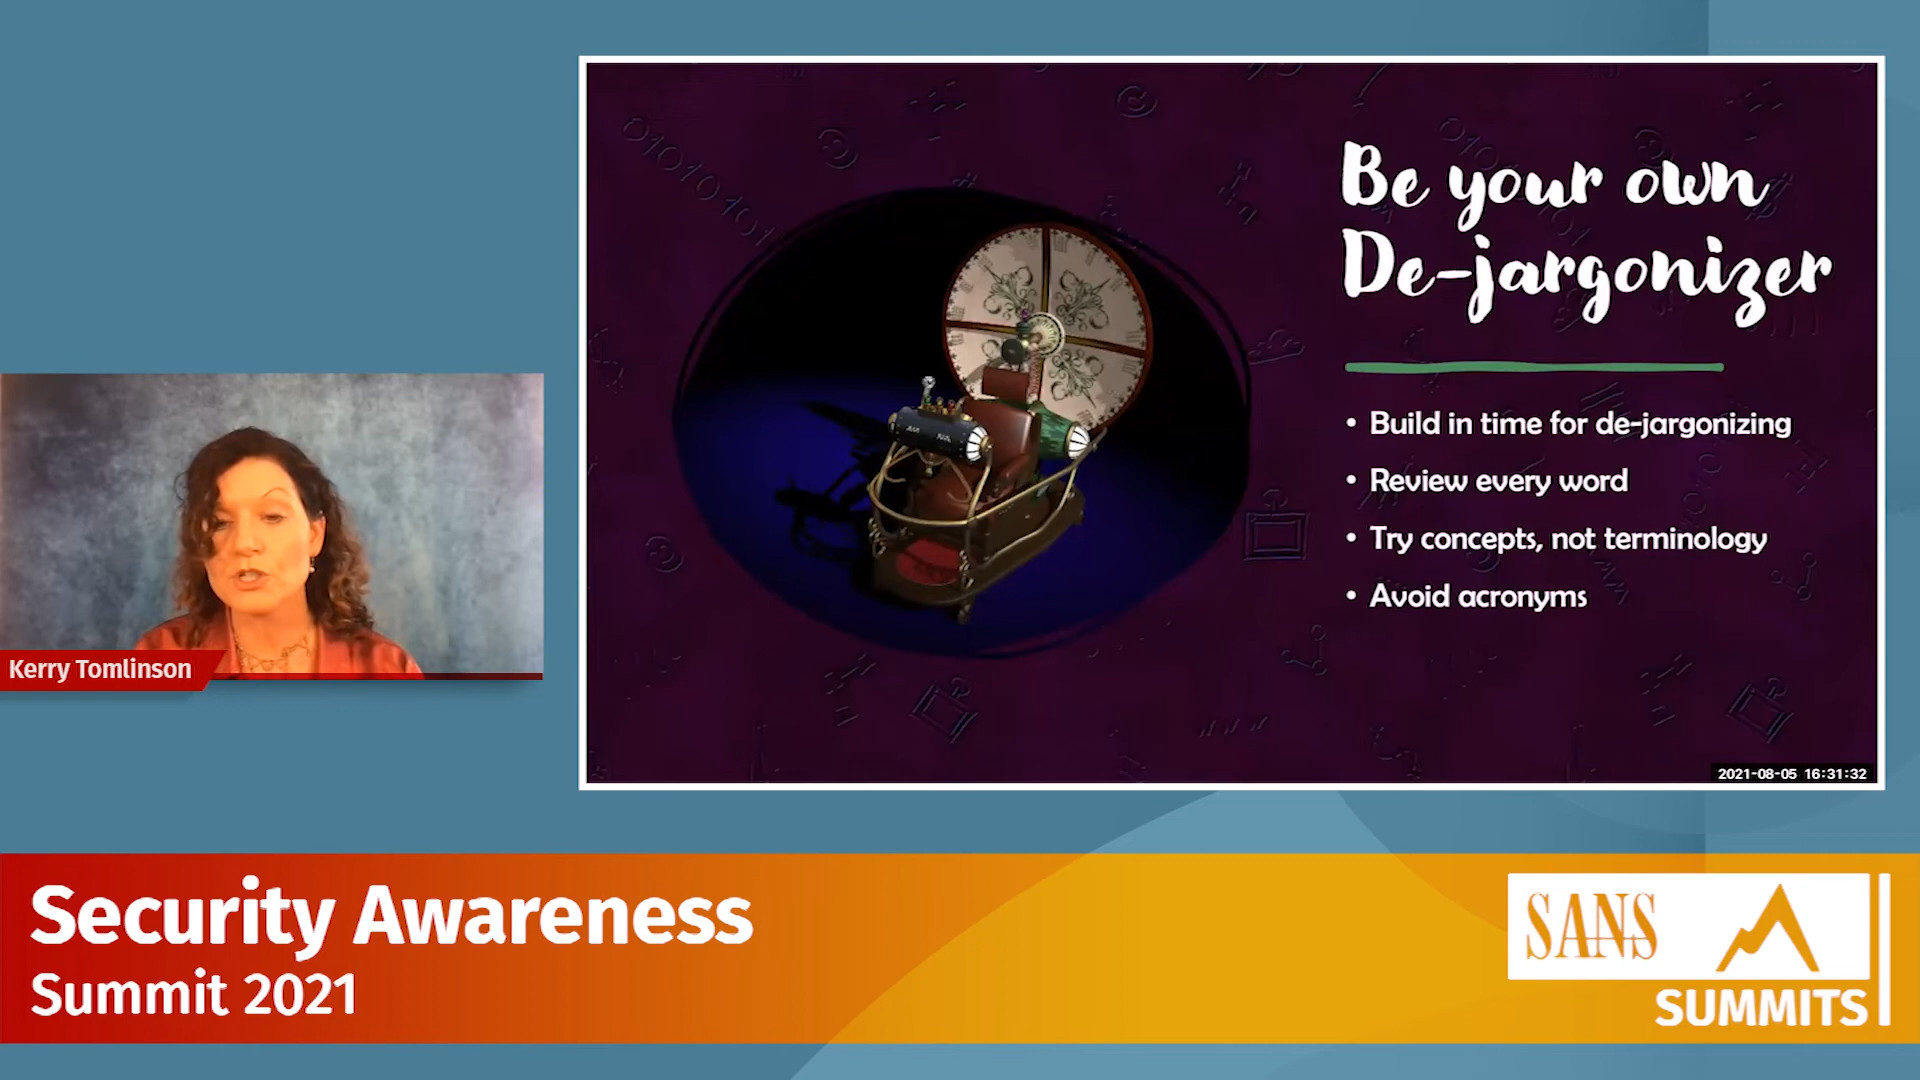 Be your own
De-jargonizer
• Build in time for de-jargonizing
• Review every word
• Try concepts, not terminology
• Avoid acronyms
2021-08-05 16:31:32
Kerry Tomlinson
Security Awareness
Summit 2021
SANS
SUMMITS